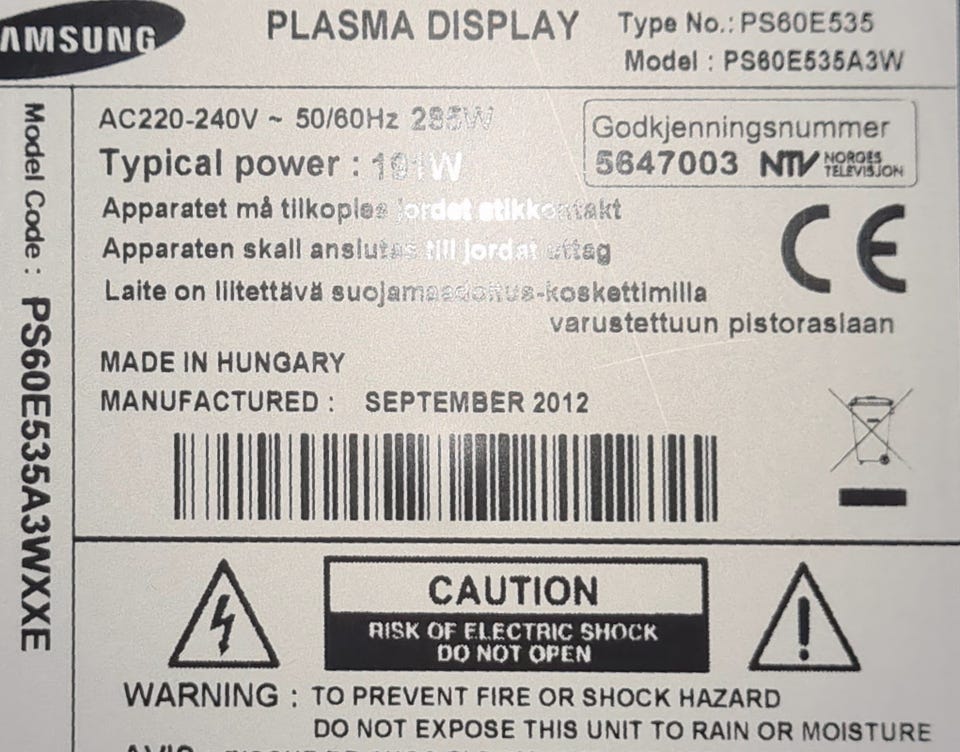 SAMSUNG
PLASMA DISPLAY
Type No.: PS60E535
Model : PS60E535A3W
Model Code : PS60E535A3WXXE
AC220-240V ~ 50/60Hz 285W
Typical power : 191W
Godkjenningsnummer
5647003 NTV NORGES TELEVISJON
Apparatet må tilkoples jordet stikkontakt
Apparaten skall anslutas till jordat uttag
Laite on liitettävä suojamaadoitus-koskettimilla
varustettuun pistorasiaan
CE
MADE IN HUNGARY
MANUFACTURED : SEPTEMBER 2012
CAUTION
RISK OF ELECTRIC SHOCK
DO NOT OPEN
WARNING : TO PREVENT FIRE OR SHOCK HAZARD
DO NOT EXPOSE THIS UNIT TO RAIN OR MOISTURE